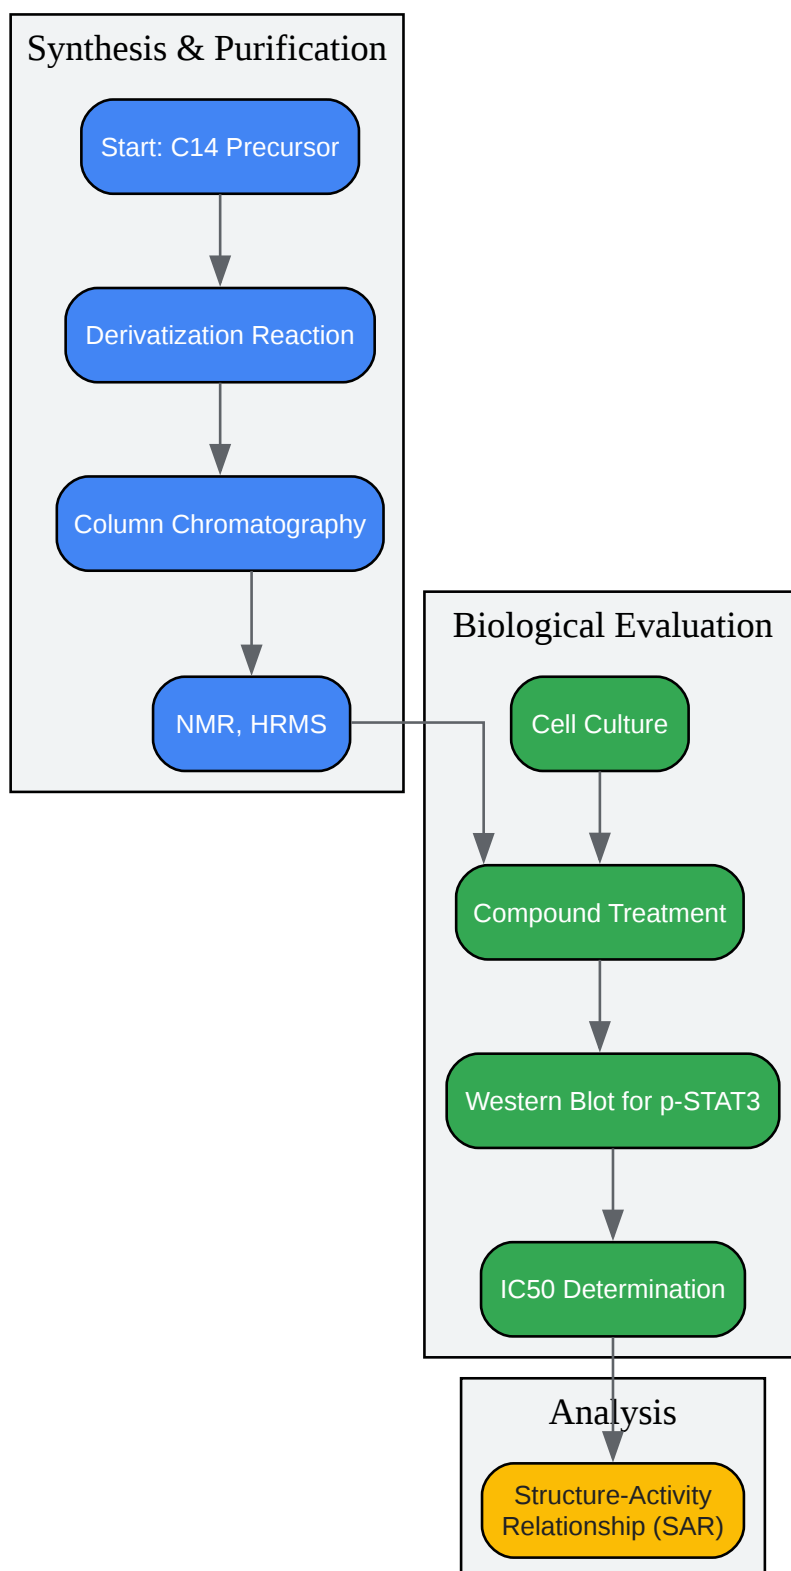 Synthesis & Purification
Start: C14 Precursor
Derivatization Reaction
Column Chromatography
NMR, HRMS
Biological Evaluation
Cell Culture
Compound Treatment
Western Blot for p-STAT3
IC50 Determination
Analysis
Structure-Activity
Relationship (SAR)